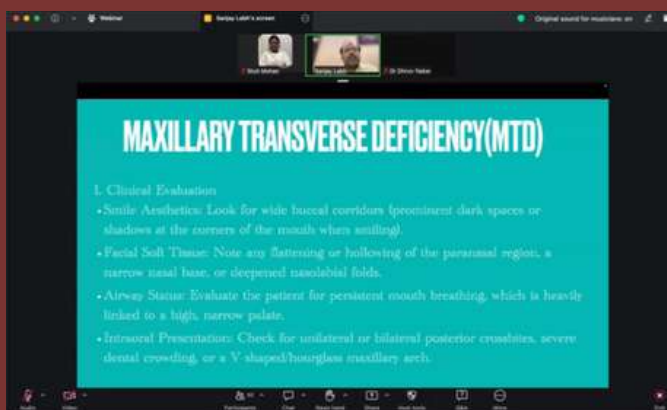 Webinar
Sanjay Labh's screen
Original sound for musicians: on
Sanjay Labh
MAXILLARY TRANSVERSE DEFICIENCY(MTD)
I. Clinical Evaluation
• Smile Aesthetics: Look for wide buccal corridors (prominent dark spaces or
shadows at the corners of the mouth when smiling).
• Facial Soft Tissue: Note any flattening or hollowing of the paranasal region, a
narrow nasal base, or deepened nasolabial folds.
• Airway Status: Evaluate the patient for persistent mouth breathing, which is heavily
linked to a high, narrow palate.
• Intraoral Presentation: Check for unilateral or bilateral posterior crossbites, severe
dental crowding, or a V-shaped/hourglass maxillary arch.
Audio Video Participants Chat Raise hand Share Host tools Q&A More